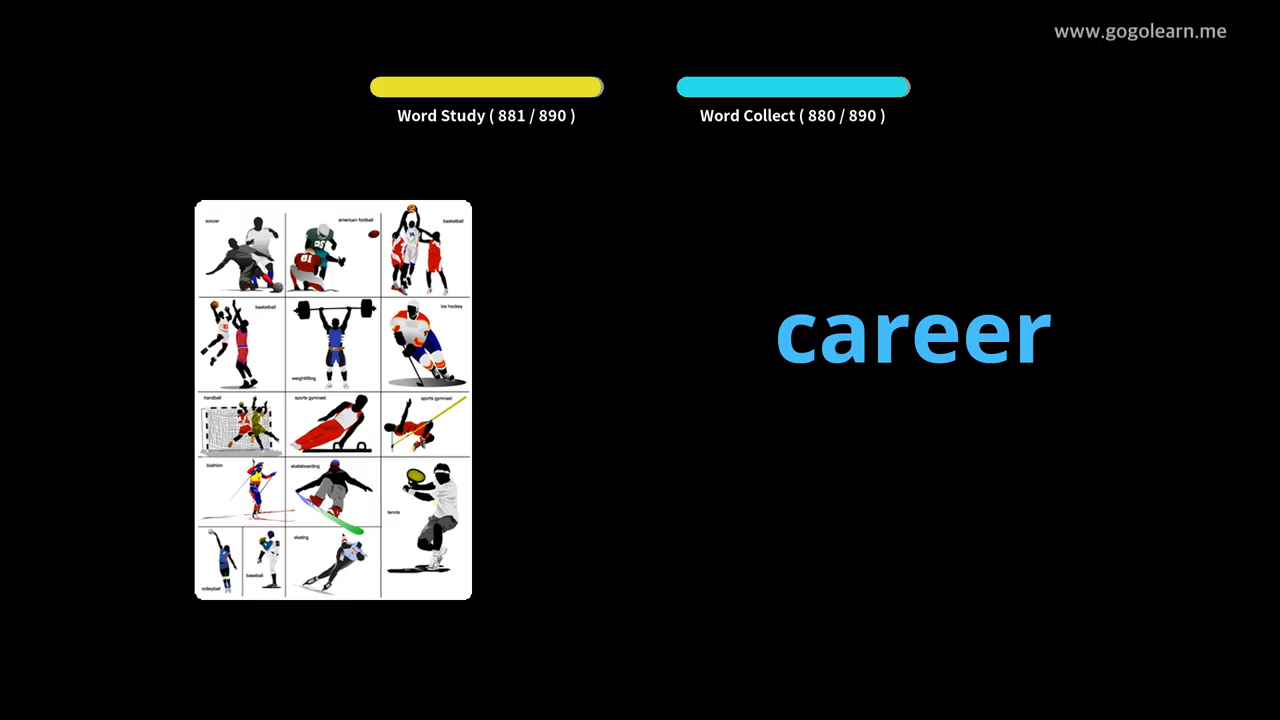 www.gogolearn.me
Word Study ( 881 / 890 )
Word Collect ( 880 / 890 )
soccer
american football
basketball
basketball
weightlifting
ice hockey
handball
sports gymnast
sports gymnast
biathlon
skateboarding
tennis
volleyball
baseball
skating
career